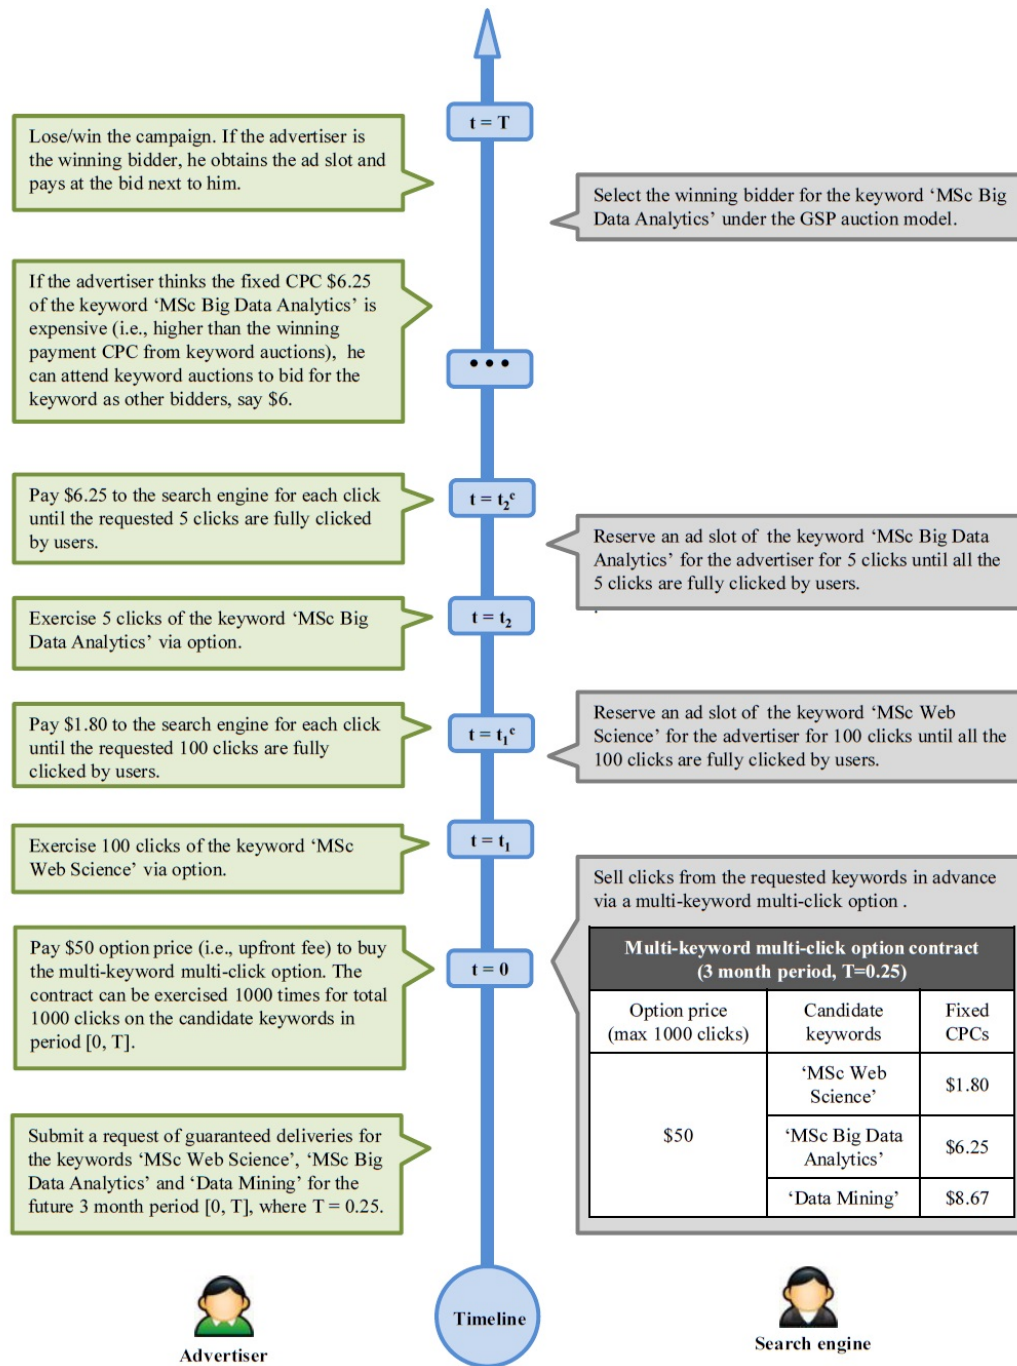 t = T
Lose/win the campaign. If the advertiser is
the winning bidder, he obtains the ad slot and
pays at the bid next to him.
Select the winning bidder for the keyword ‘MSc Big
Data Analytics’ under the GSP auction model.
If the advertiser thinks the fixed CPC $6.25
of the keyword ‘MSc Big Data Analytics’ is
expensive (i.e., higher than the winning
payment CPC from keyword auctions), he
can attend keyword auctions to bid for the
keyword as other bidders, say $6.
•••
Pay $6.25 to the search engine for each click
until the requested 5 clicks are fully clicked
by users.
t = t₂ᶜ
Reserve an ad slot of the keyword ‘MSc Big Data
Analytics’ for the advertiser for 5 clicks until all the
5 clicks are fully clicked by users.
.
Exercise 5 clicks of the keyword ‘MSc Big
Data Analytics’ via option.
t = t₂
Pay $1.80 to the search engine for each click
until the requested 100 clicks are fully
clicked by users.
t = t₁ᶜ
Reserve an ad slot of the keyword ‘MSc Web
Science’ for the advertiser for 100 clicks until all the
100 clicks are fully clicked by users.
Exercise 100 clicks of the keyword ‘MSc
Web Science’ via option.
t = t₁
Pay $50 option price (i.e., upfront fee) to buy
the multi-keyword multi-click option. The
contract can be exercised 1000 times for total
1000 clicks on the candidate keywords in
period [0, T].
t = 0
Sell clicks from the requested keywords in advance
via a multi-keyword multi-click option .
Multi-keyword multi-click option contract
(3 month period, T=0.25)
Option price
(max 1000 clicks)
Candidate
keywords
Fixed
CPCs
$50
‘MSc Web
Science’
$1.80
‘MSc Big Data
Analytics’
$6.25
‘Data Mining’
$8.67
Submit a request of guaranteed deliveries for
the keywords ‘MSc Web Science’, ‘MSc Big
Data Analytics’ and ‘Data Mining’ for the
future 3 month period [0, T], where T = 0.25.
Advertiser
Timeline
Search engine